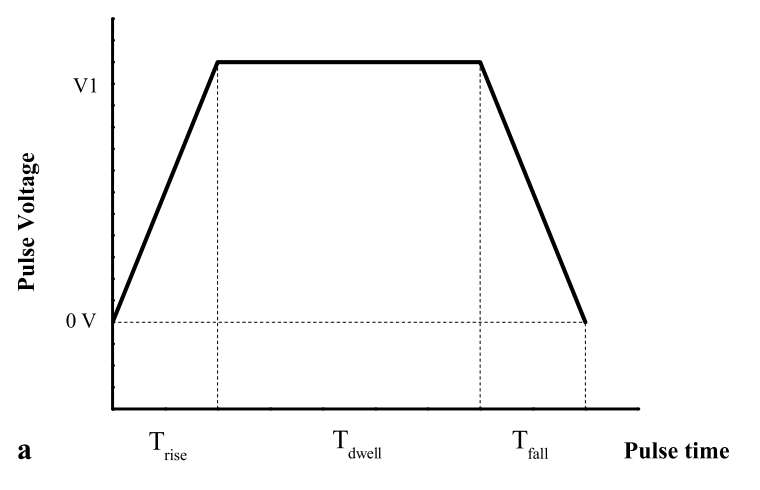 V1
Pulse Voltage
0 V
T_rise T_dwell T_fall
a Pulse time